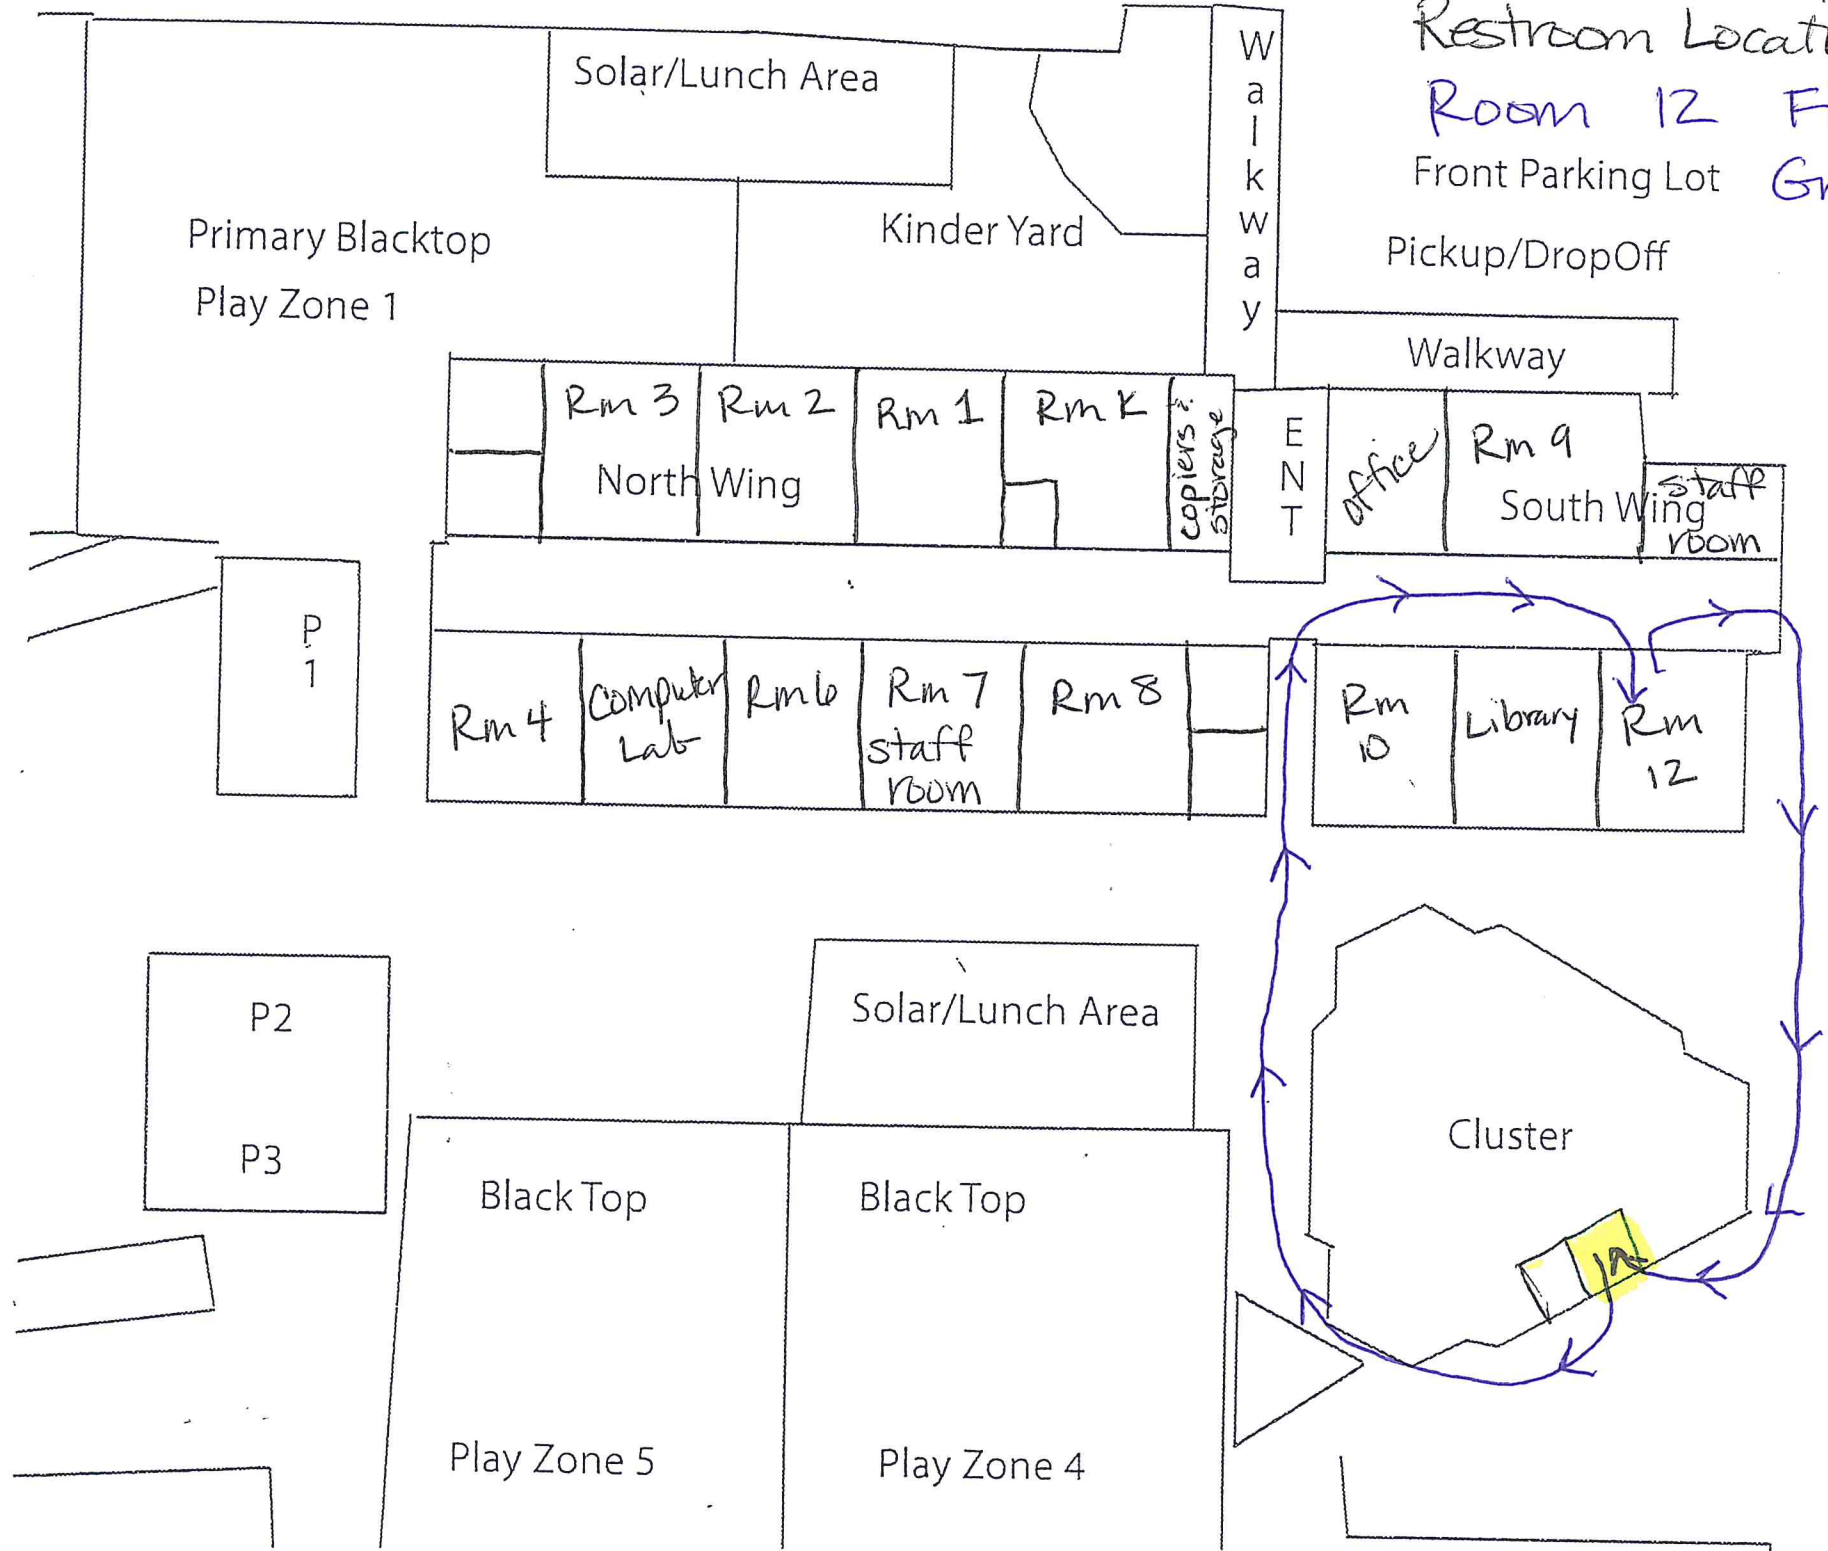 Restroom Locati
Room 12 F
Front Parking Lot Gr
Pickup/DropOff
Walkway
Solar/Lunch Area
Kinder Yard
Primary Blacktop
Play Zone 1
Walkway
Rm 3
Rm 2
Rm 1
Rm K
copiers &
storage
North Wing
ENT
office
Rm 9
South Wing
staff
room
P1
Rm 4
Computer
Lab
Rm 6
Rm 7
staff
room
Rm 8
Rm
10
Library
Rm
12
P2
P3
Solar/Lunch Area
Cluster
Black Top
Play Zone 5
Black Top
Play Zone 4